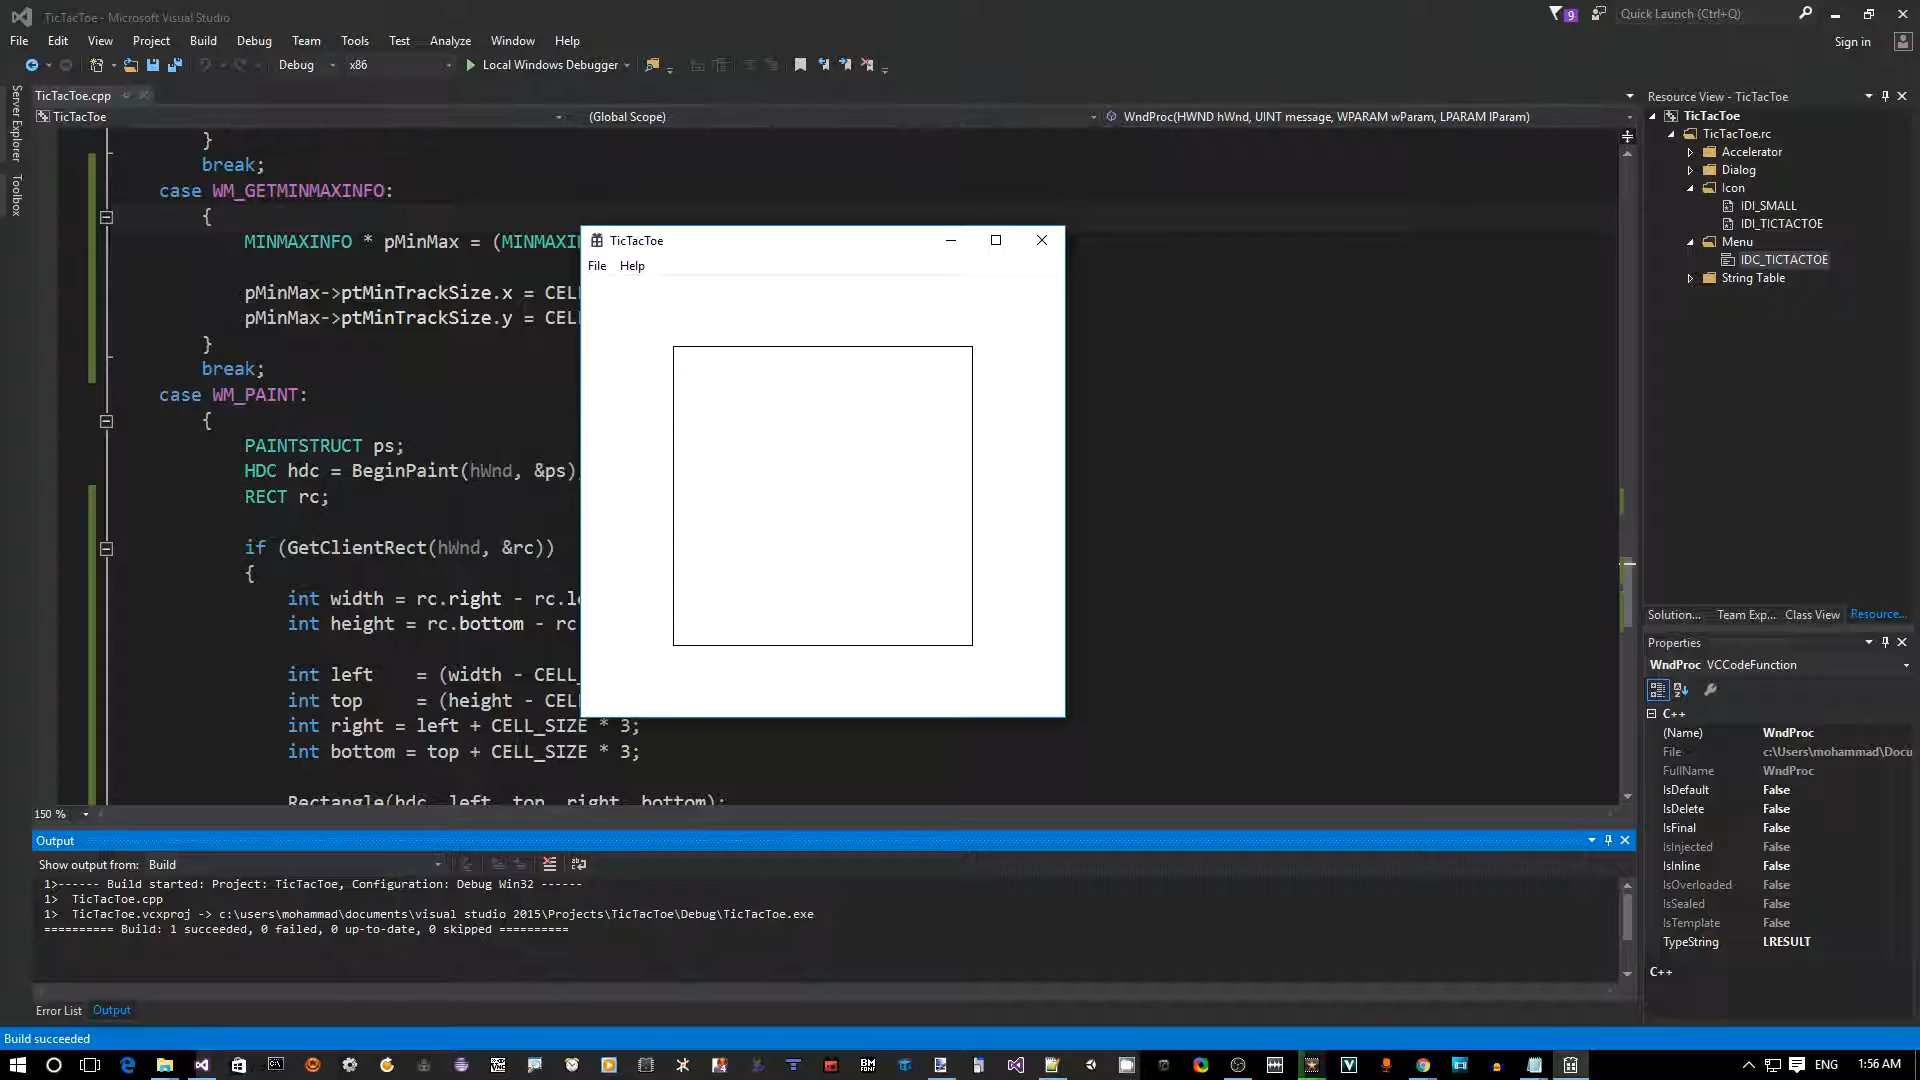 TicTacToe - Microsoft Visual Studio
9
Quick Launch (Ctrl+Q)
File Edit View Project Build Debug Team Tools Test Analyze Window Help
Sign in
Debug x86 Local Windows Debugger
Server Explorer
Toolbox
TicTacToe.cpp
TicTacToe (Global Scope) WndProc(HWND hWnd, UINT message, WPARAM wParam, LPARAM lParam)
}
break;
case WM_GETMINMAXINFO:
{
MINMAXINFO * pMinMax = (MINMAXI
pMinMax->ptMinTrackSize.x = CEL
pMinMax->ptMinTrackSize.y = CEL
}
break;
case WM_PAINT:
{
PAINTSTRUCT ps;
HDC hdc = BeginPaint(hWnd, &ps)
RECT rc;
if (GetClientRect(hWnd, &rc))
{
int width = rc.right - rc.le
int height = rc.bottom - rc
int left = (width - CELL_
int top = (height - CEL
int right = left + CELL_SIZE * 3;
int bottom = top + CELL_SIZE * 3;
Rectangle(hdc, left, top, right, bottom);
150 %
TicTacToe
File Help
Output
Show output from: Build
1>------ Build started: Project: TicTacToe, Configuration: Debug Win32 ------
1> TicTacToe.cpp
1> TicTacToe.vcxproj -> c:\users\mohammad\documents\visual studio 2015\Projects\TicTacToe\Debug\TicTacToe.exe
========== Build: 1 succeeded, 0 failed, 0 up-to-date, 0 skipped ==========
Error List Output
Build succeeded
Resource View - TicTacToe
TicTacToe
TicTacToe.rc
Accelerator
Dialog
Icon
IDI_SMALL
IDI_TICTACTOE
Menu
IDC_TICTACTOE
String Table
Solution... Team Exp... Class View Resource...
Properties
WndProc VCCodeFunction
C++
(Name) WndProc
File c:\Users\mohammad\Docu
FullName WndProc
IsDefault False
IsDelete False
IsFinal False
IsInjected False
IsInline False
IsOverloaded False
IsSealed False
IsTemplate False
TypeString LRESULT
C++
ENG 1:56 AM